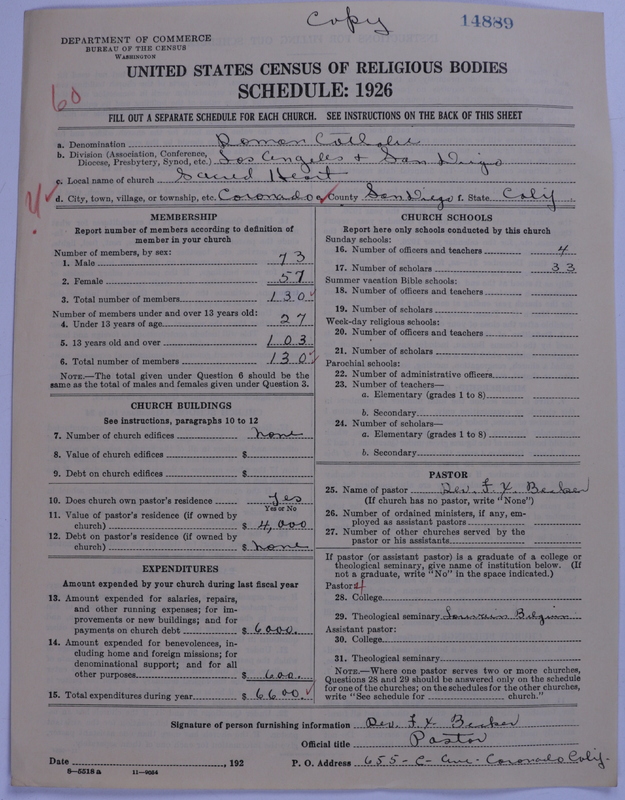 Copy
14889
DEPARTMENT OF COMMERCE
BUREAU OF THE CENSUS
WASHINGTON
60
UNITED STATES CENSUS OF RELIGIOUS BODIES
SCHEDULE: 1926
FILL OUT A SEPARATE SCHEDULE FOR EACH CHURCH. SEE INSTRUCTIONS ON THE BACK OF THIS SHEET
a. Denomination Roman Catholic
b. Division (Association, Conference, Diocese, Presbytery, Synod, etc.) Los Angeles & San Diego
c. Local name of church Sacred Heart
d. City, town, village, or township, etc. Coronado e. County San Diego f. State Calif
MEMBERSHIP
Report number of members according to definition of
member in your church
Number of members, by sex:
1. Male 73
2. Female 57
3. Total number of members 130
Number of members under and over 13 years old:
4. Under 13 years of age 27
5. 13 years old and over 103
6. Total number of members 130
NOTE.—The total given under Question 6 should be
same as the total of males and females given under Question 3.
CHURCH BUILDINGS
See instructions, paragraphs 10 to 12
7. Number of church edifices none
8. Value of church edifices $
9. Debt on church edifices $
10. Does church own pastor's residence Yes
Yes or No
11. Value of pastor's residence (if owned by
church) $ 4,000
12. Debt on pastor's residence (if owned by
church) $ none
EXPENDITURES
Amount expended by your church during last fiscal year
13. Amount expended for salaries, repairs,
and other running expenses; for im-
provements or new buildings; and for
payments on church debt $ 6000.
14. Amount expended for benevolences, in-
cluding home and foreign missions; for
denominational support; and for all
other purposes $ 600.
15. Total expenditures during year $ 6600.
CHURCH SCHOOLS
Report here only schools conducted by this church
Sunday schools:
16. Number of officers and teachers 4
17. Number of scholars 33
Summer vacation Bible schools:
18. Number of officers and teachers
19. Number of scholars
Week-day religious schools:
20. Number of officers and teachers
21. Number of scholars
Parochial schools:
22. Number of administrative officers
23. Number of teachers—
a. Elementary (grades 1 to 8)
b. Secondary
24. Number of scholars—
a. Elementary (grades 1 to 8)
b. Secondary
PASTOR
25. Name of pastor Rev. F. X. Becker
(If church has no pastor, write "None")
26. Number of ordained ministers, if any, em-
ployed as assistant pastors
27. Number of other churches served by the
pastor or his assistants
If pastor (or assistant pastor) is a graduate of a college or
theological seminary, give name of institution below. (If
not a graduate, write "No" in the space indicated.)
Pastor:
28. College
29. Theological seminary Louvain Belgium
Assistant pastor:
30. College
31. Theological seminary
NOTE.—Where one pastor serves two or more churches,
Questions 28 and 29 should be answered only on the schedule
for one of the churches; on the schedules for the other churches,
write "See schedule for church."
Signature of person furnishing information Rev. F. X. Becker
Official title Pastor
Date , 192 P. O. Address 655-C-Ave- Coronado Calif-
8—5518 a 11—9034